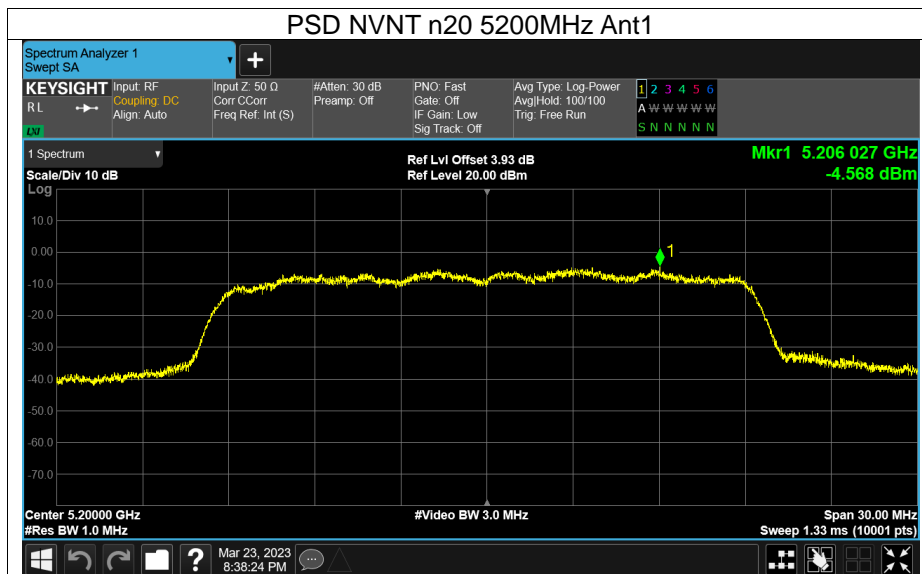 PSD NVNT n20 5200MHz Ant1
Spectrum Analyzer 1
Swept SA
+
KEYSIGHT
R L
LXI
Input: RF
Coupling: DC
Align: Auto
Input Z: 50 Ω
Corr CCorr
Freq Ref: Int (S)
#Atten: 30 dB
Preamp: Off
PNO: Fast
Gate: Off
IF Gain: Low
Sig Track: Off
Avg Type: Log-Power
Avg|Hold: 100/100
Trig: Free Run
1 2 3 4 5 6
A W W W W W
S N N N N N
1 Spectrum
Scale/Div 10 dB
Ref Lvl Offset 3.93 dB
Ref Level 20.00 dBm
Mkr1 5.206 027 GHz
-4.568 dBm
Log
10.0
0.00
-10.0
-20.0
-30.0
-40.0
-50.0
-60.0
-70.0
1
Center 5.20000 GHz
#Video BW 3.0 MHz
Span 30.00 MHz
#Res BW 1.0 MHz
Sweep 1.33 ms (10001 pts)
?
Mar 23, 2023
8:38:24 PM